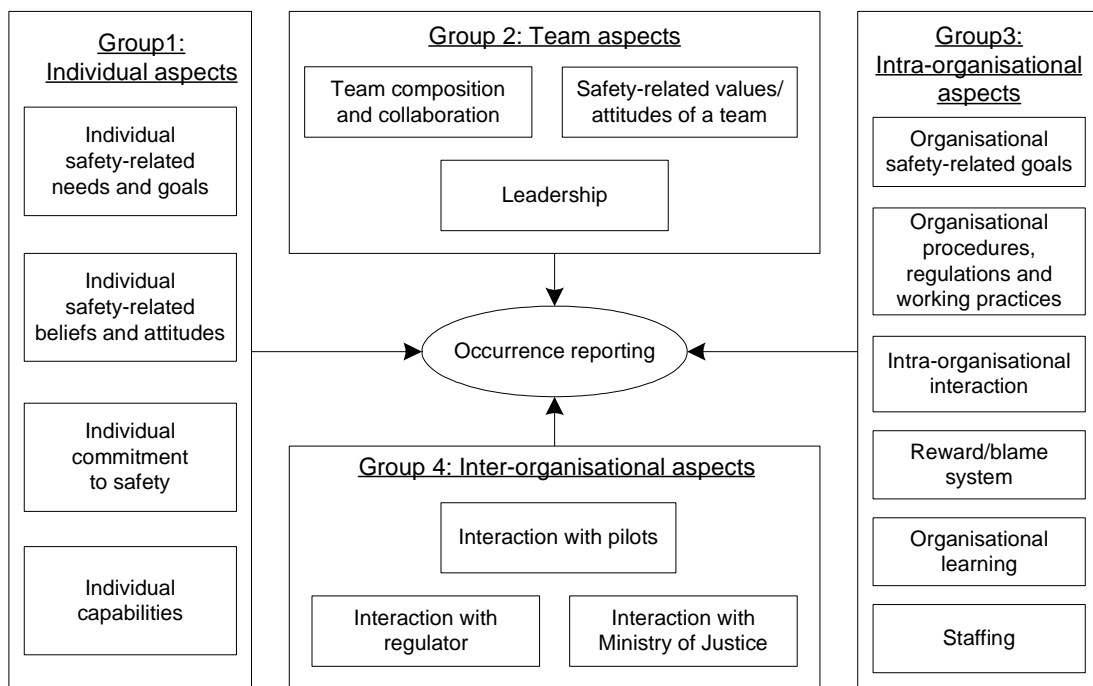 Group1:
Individual aspects
Individual
safety-related
needs and goals
Individual
safety-related
beliefs and attitudes
Individual
commitment
to safety
Individual
capabilities
Group 2: Team aspects
Team composition
and collaboration
Safety-related values/
attitudes of a team
Leadership
Occurrence reporting
Group 4: Inter-organisational aspects
Interaction with pilots
Interaction with
regulator
Interaction with
Ministry of Justice
Group3:
Intra-organisational
aspects
Organisational
safety-related goals
Organisational
procedures,
regulations and
working practices
Intra-organisational
interaction
Reward/blame
system
Organisational
learning
Staffing